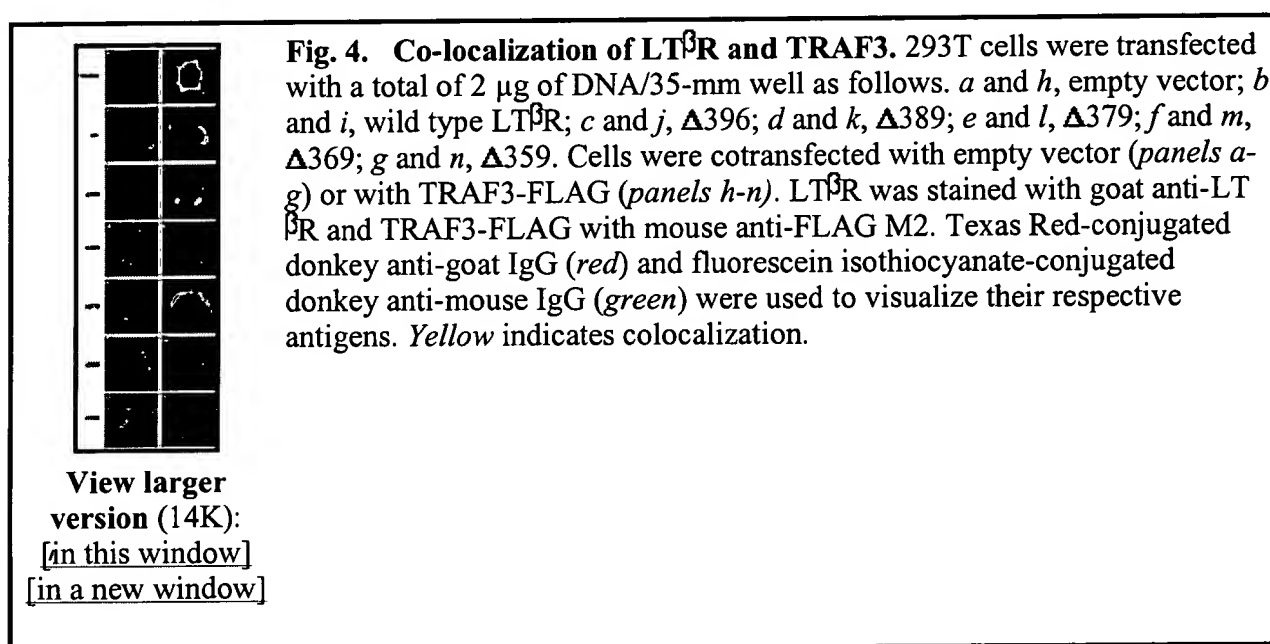 Fig. 4. Co-localization of LTβR and TRAF3. 293T cells were transfected
with a total of 2 μg of DNA/35-mm well as follows. a and h, empty vector; b
and i, wild type LTβR; c and j, Δ396; d and k, Δ389; e and l, Δ379; f and m,
Δ369; g and n, Δ359. Cells were cotransfected with empty vector (panels a-
g) or with TRAF3-FLAG (panels h-n). LTβR was stained with goat anti-LT
βR and TRAF3-FLAG with mouse anti-FLAG M2. Texas Red-conjugated
donkey anti-goat IgG (red) and fluorescein isothiocyanate-conjugated
donkey anti-mouse IgG (green) were used to visualize their respective
antigens. Yellow indicates colocalization.
View larger
version (14K):
[in this window]
[in a new window]